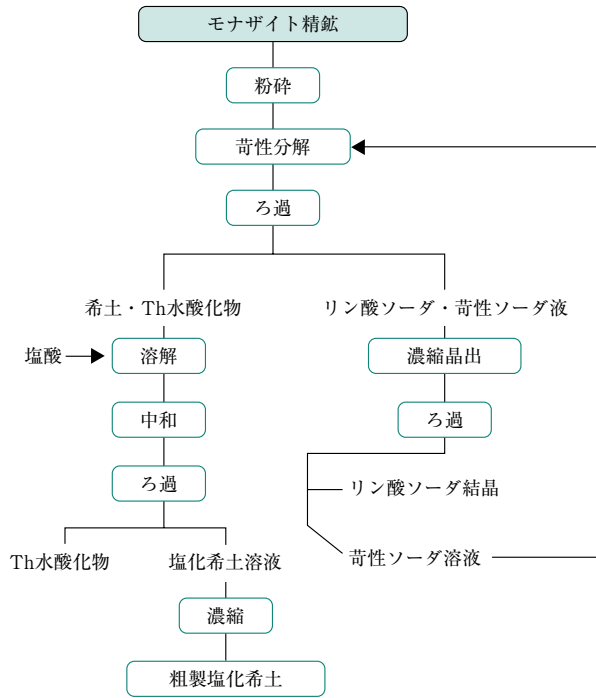 モナザイト精鉱
粉砕
苛性分解
ろ過
希土・Th水酸化物
リン酸ソーダ・苛性ソーダ液
塩酸
溶解
濃縮晶出
中和
ろ過
ろ過
リン酸ソーダ結晶
Th水酸化物
塩化希土溶液
苛性ソーダ溶液
濃縮
粗製塩化希土